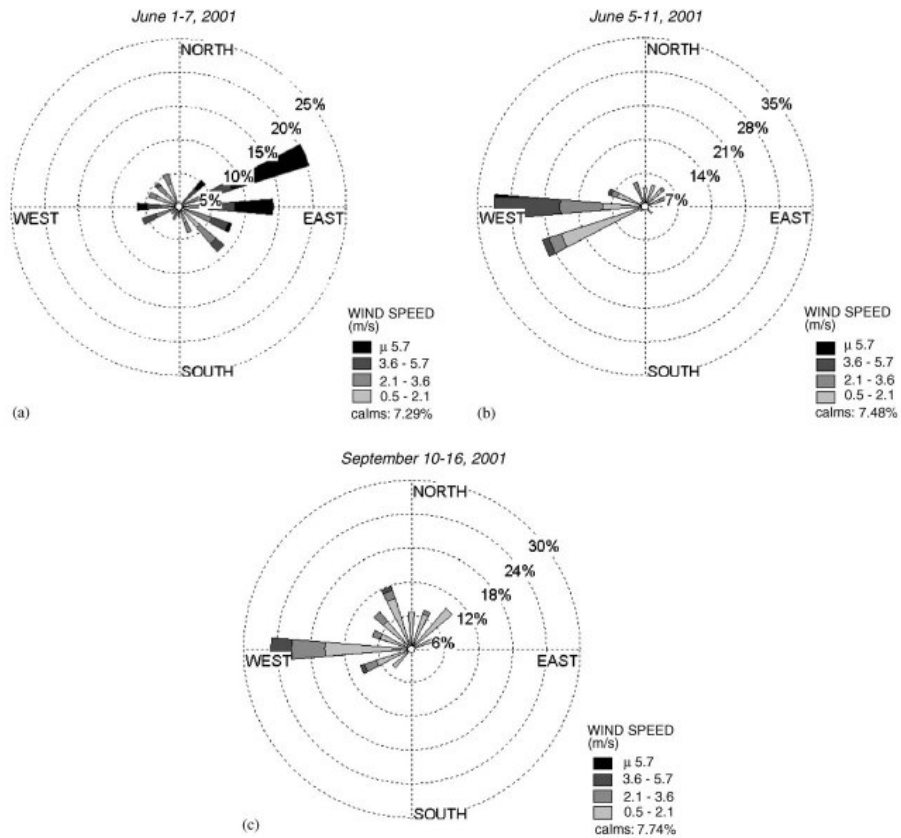 June 1-7, 2001
NORTH
25%
20%
15%
10%
5%
WEST
EAST
SOUTH
WIND SPEED
(m/s)
µ 5.7
3.6 - 5.7
2.1 - 3.6
0.5 - 2.1
calms: 7.29%
(a)
June 5-11, 2001
NORTH
35%
28%
21%
14%
7%
WEST
EAST
SOUTH
WIND SPEED
(m/s)
µ 5.7
3.6 - 5.7
2.1 - 3.6
0.5 - 2.1
calms: 7.48%
(b)
September 10-16, 2001
NORTH
30%
24%
18%
12%
6%
WEST
EAST
SOUTH
WIND SPEED
(m/s)
µ 5.7
3.6 - 5.7
2.1 - 3.6
0.5 - 2.1
calms: 7.74%
(c)